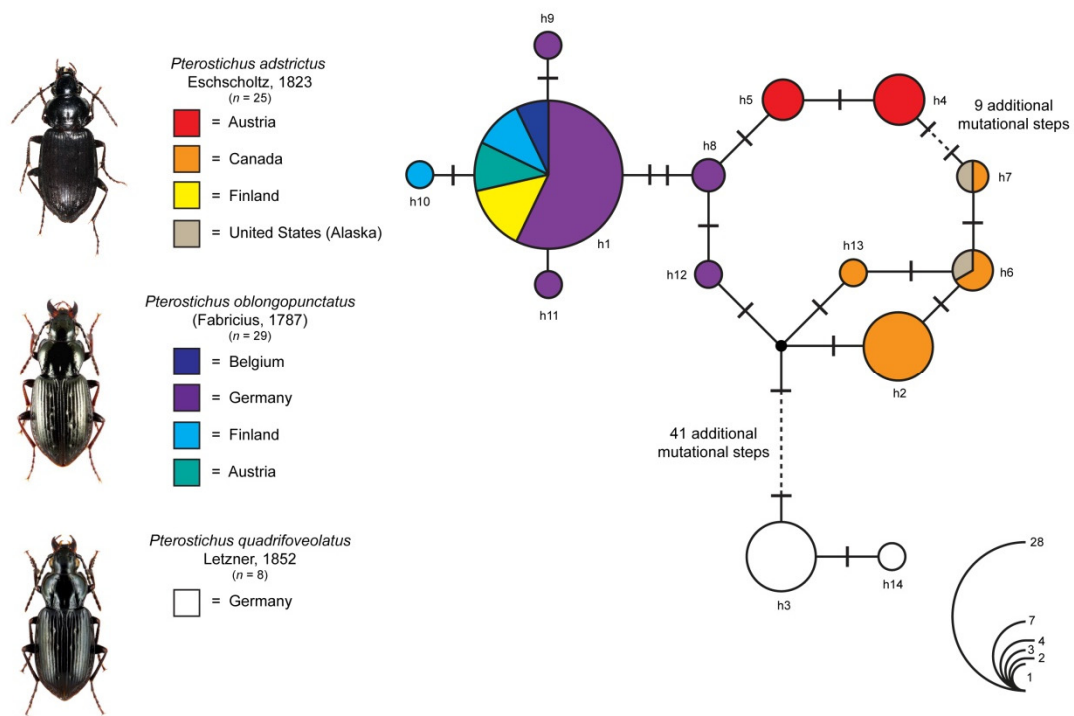 Pterostichus adstrictus
Eschscholtz, 1823
(n = 25)
= Austria
= Canada
= Finland
= United States (Alaska)
Pterostichus oblongopunctatus
(Fabricius, 1787)
(n = 29)
= Belgium
= Germany
= Finland
= Austria
Pterostichus quadrifoveolatus
Letzner, 1852
(n = 8)
= Germany
h9
h10
h1
h11
h5
h4
9 additional
mutational steps
h8
h7
h12
h13
h6
h2
41 additional
mutational steps
h3
h14
28
7
4
3
2
1